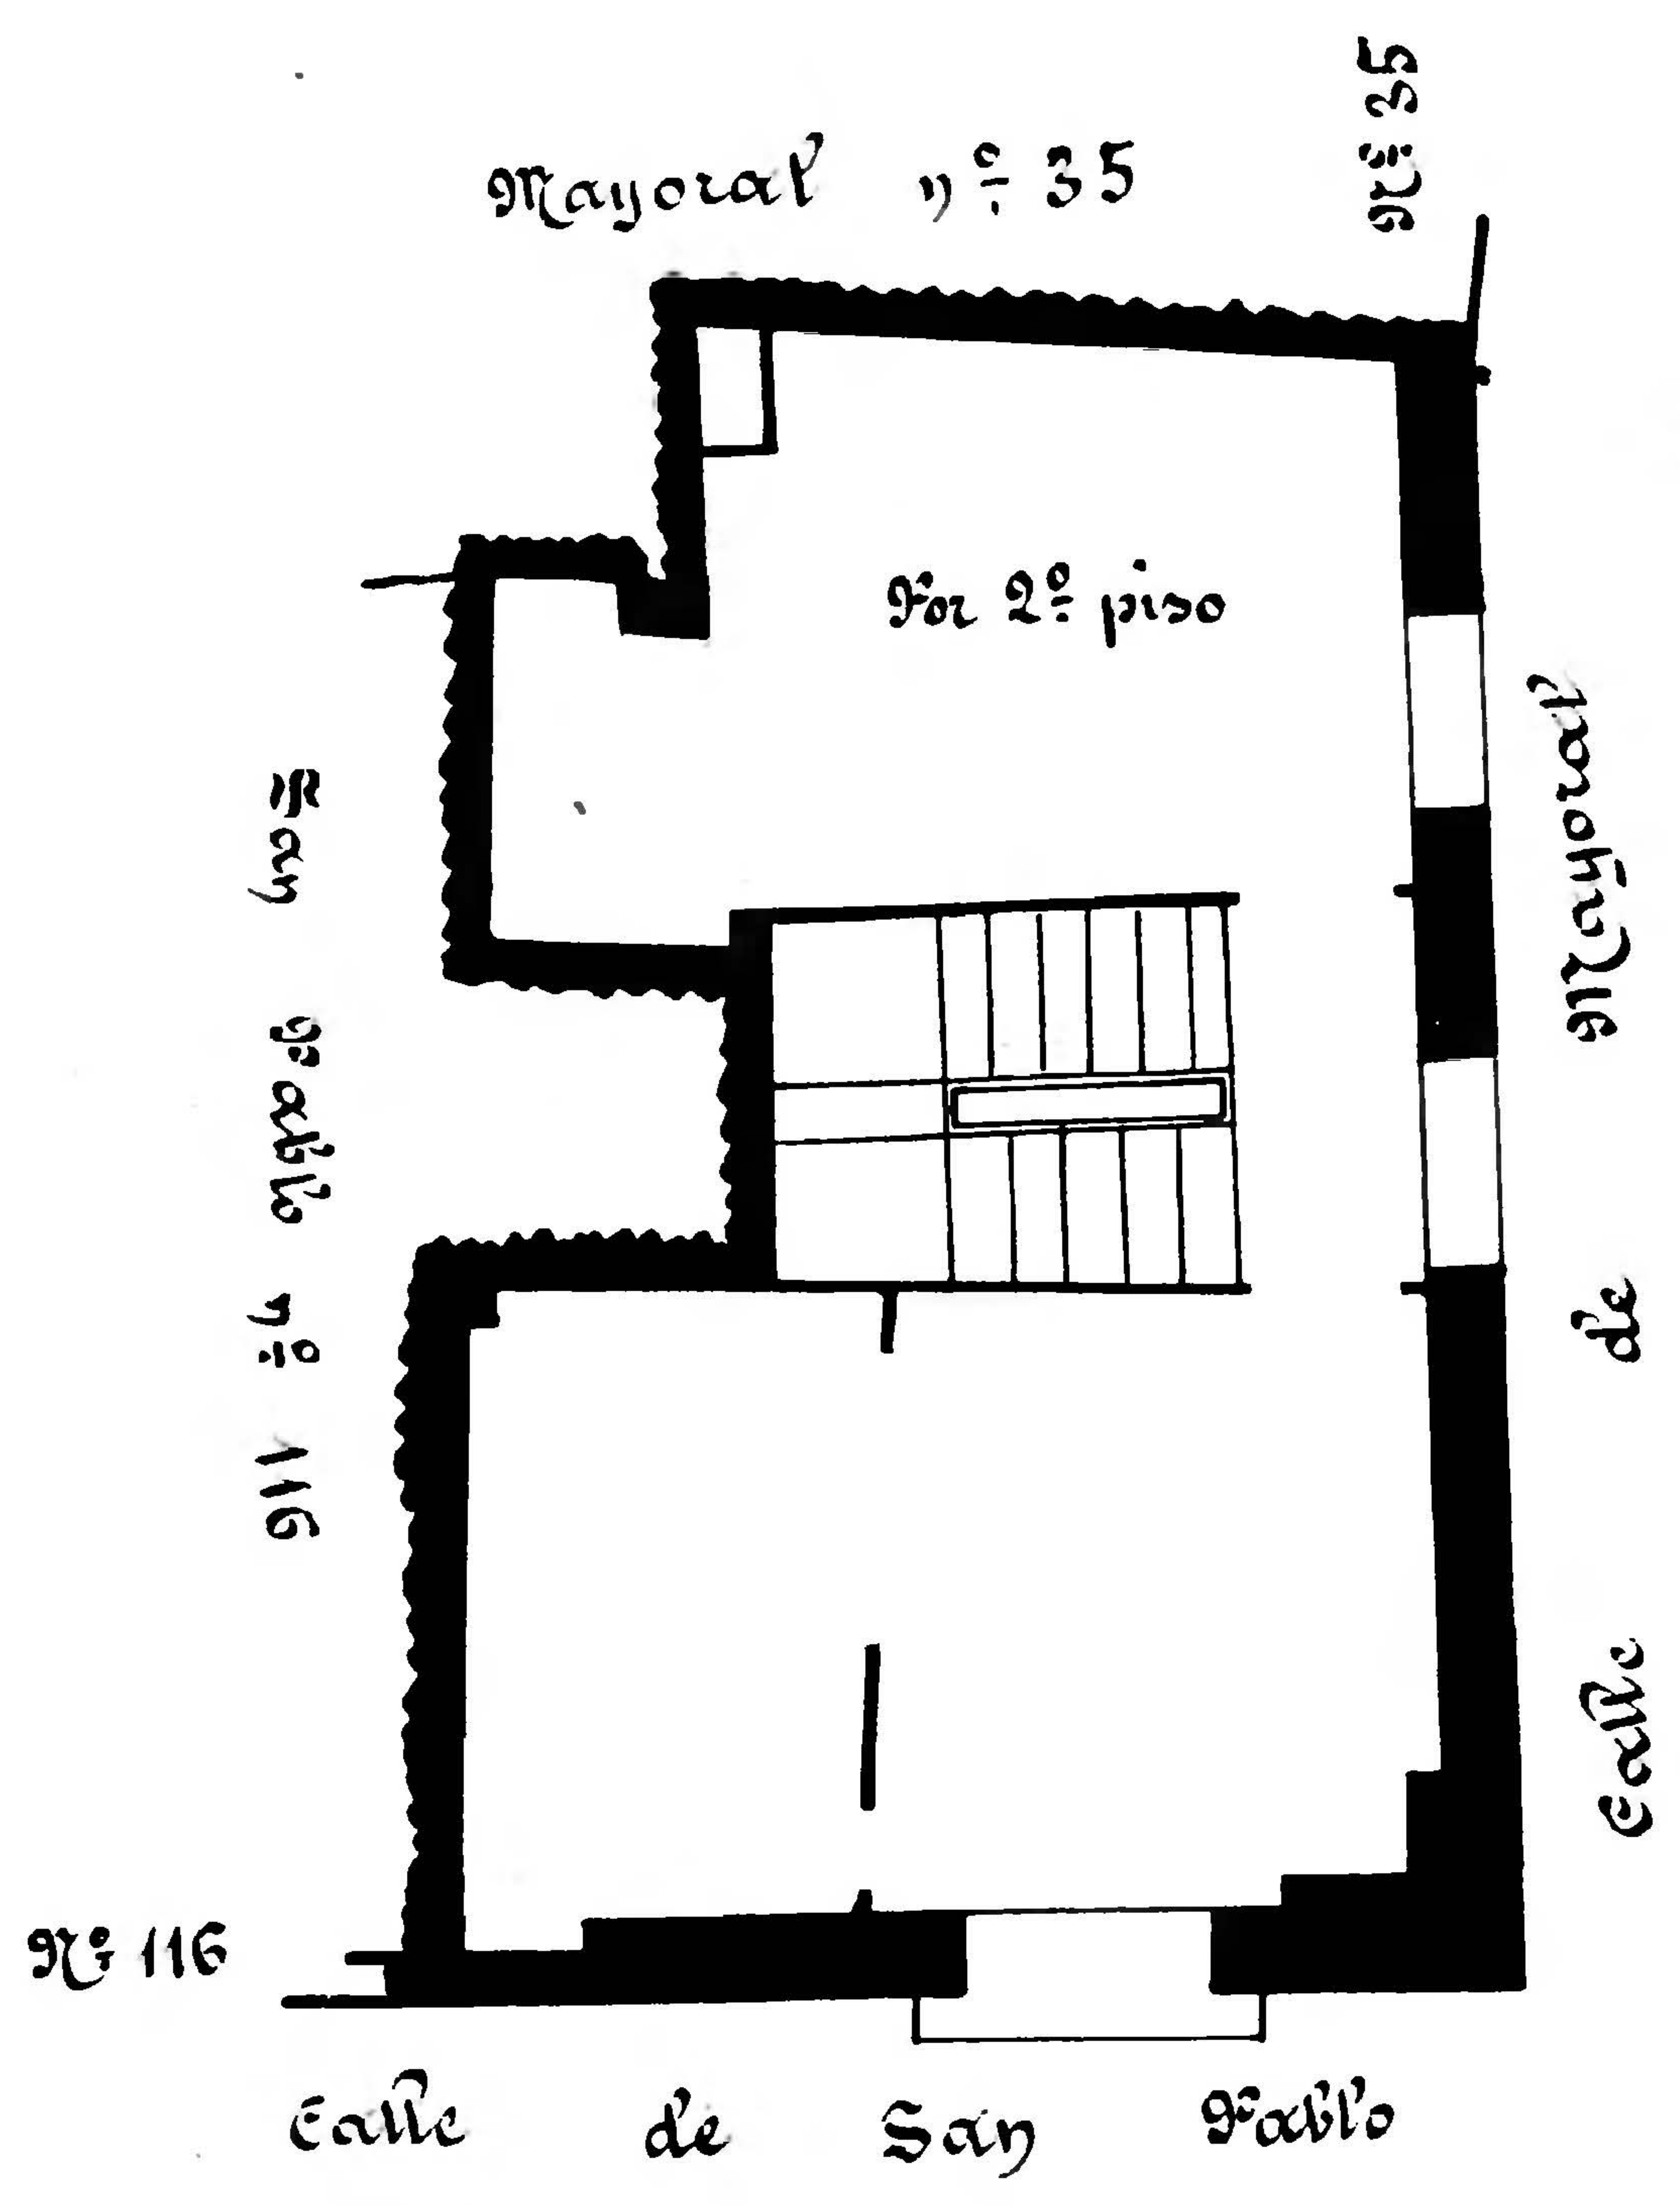 Nº 35
Mayoral nº 35
Por 2º piso
San Pablo nº 116
Calle de Mayoral
Nº 116
Calle de San Pablo